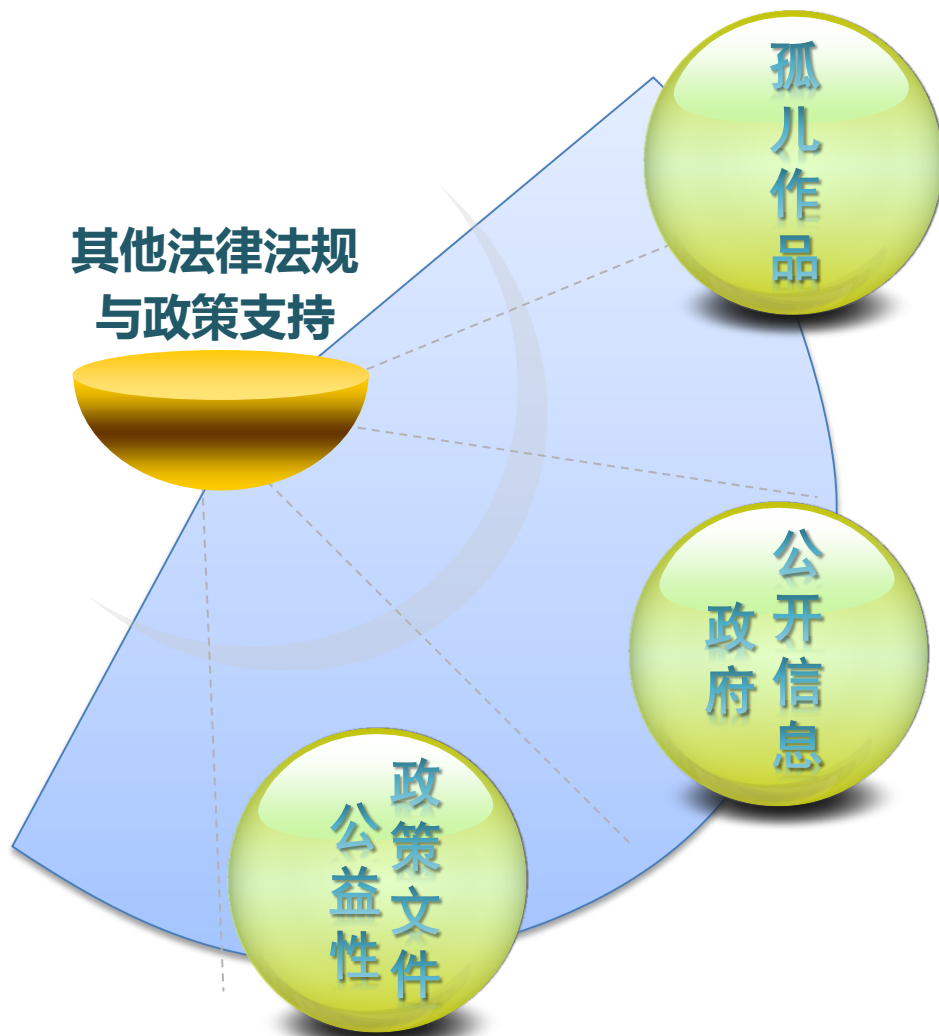 其他法律法规
与政策支持
孤儿作品
政府
公开信息
公益性
政策文件